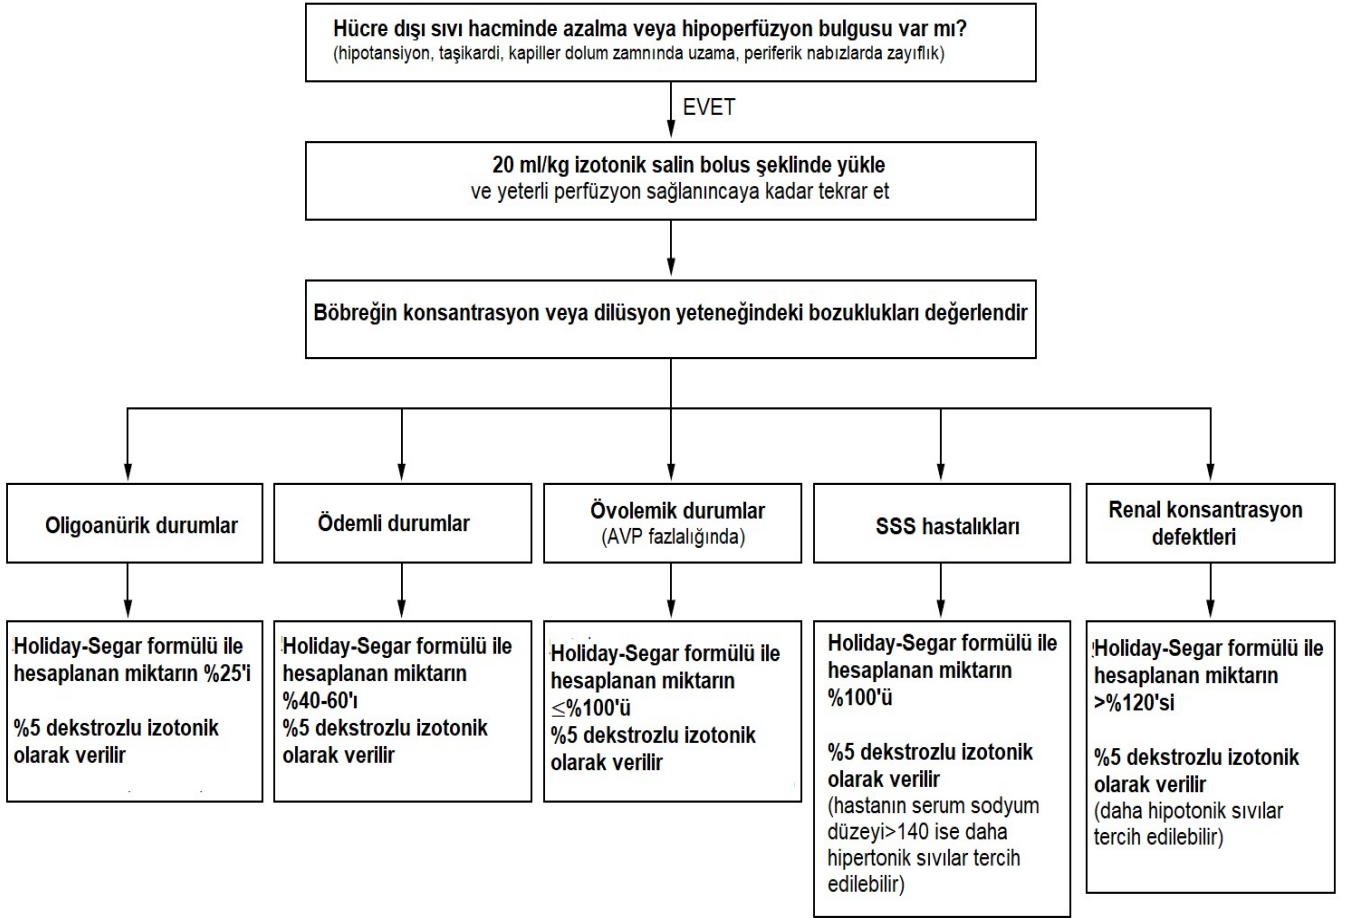 Hücre dışı sıvı hacminde azalma veya hipoperfüzyon bulgusu var mı?
(hipotansiyon, taşikardi, kapiller dolum zamnında uzama, periferik nabızlarda zayıflık)
EVET
20 ml/kg izotonik salin bolus şeklinde yükle
ve yeterli perfüzyon sağlanıncaya kadar tekrar et
Böbreğin konsantrasyon veya dilüsyon yeteneğindeki bozuklukları değerlendir
Oligoanürik durumlar
Holiday-Segar formülü ile
hesaplanan miktarın %25'i
%5 dekstrozlu izotonik
olarak verilir
Ödemli durumlar
Holiday-Segar formülü ile
hesaplanan miktarın
%40-60'ı
%5 dekstrozlu izotonik
olarak verilir
Övolemik durumlar
(AVP fazlalığında)
Holiday-Segar formülü ile
hesaplanan miktarın
≤%100'ü
%5 dekstrozlu izotonik
olarak verilir
SSS hastalıkları
Holiday-Segar formülü ile
hesaplanan miktarın
%100'ü
%5 dekstrozlu izotonik
olarak verilir
(hastanın serum sodyum
düzeyi>140 ise daha
hipertonik sıvılar tercih
edilebilir)
Renal konsantrasyon
defektleri
Holiday-Segar formülü ile
hesaplanan miktarın
>%120'si
%5 dekstrozlu izotonik
olarak verilir
(daha hipotonik sıvılar
tercih edilebilir)